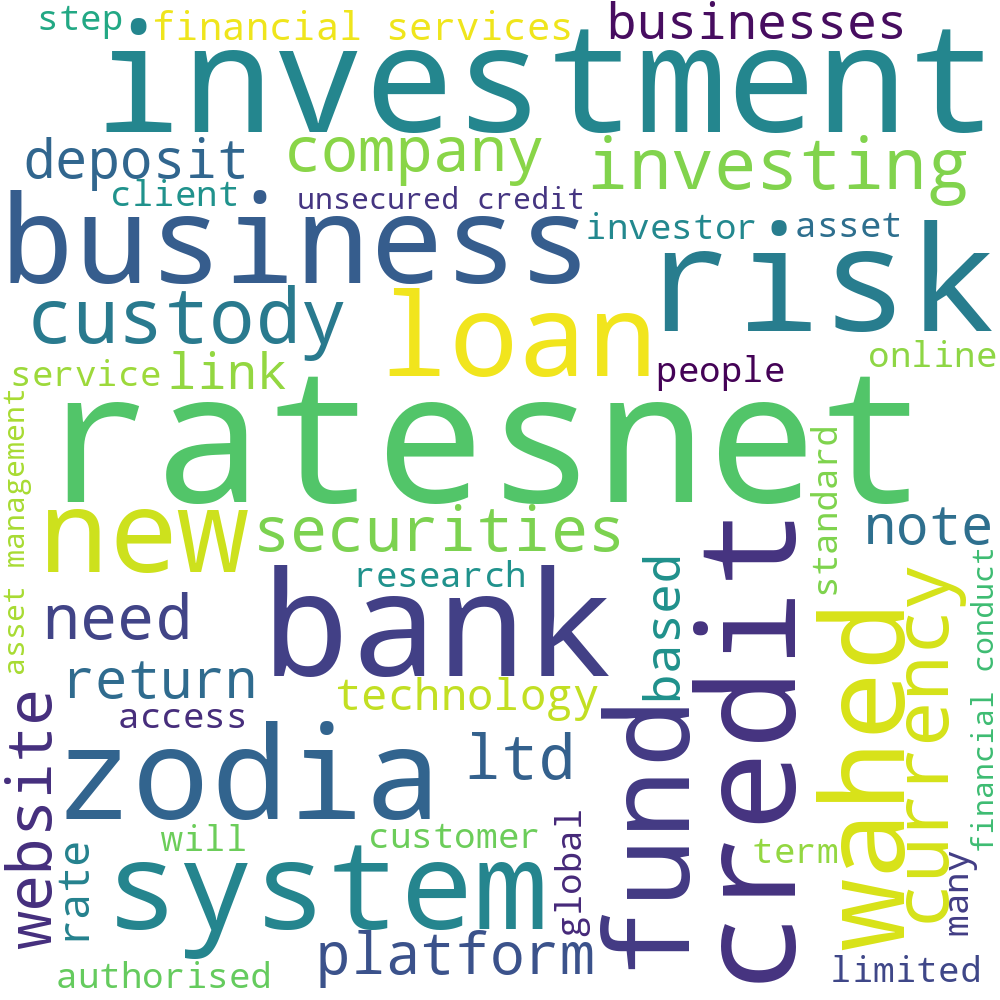 step
financial services
businesses
investment
deposit
company
investing
client
unsecured credit
business
investor
asset
risk
custody
loan
service
link
people
online
ratesnet
asset management
new
securities
standard
note
research
bank
need
based
credit
wahed
currency
financial conduct
return
technology
access
website
zodia
ltd
fund
will
customer
global
term
many
rate
system
platform
authorised
limited